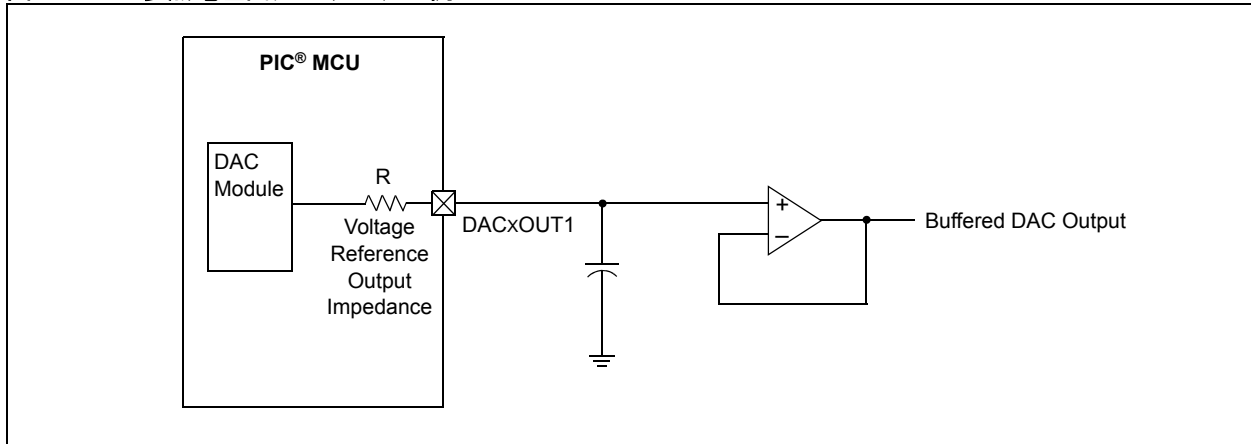 PIC® MCU
DAC
Module
R
Voltage
Reference
Output
Impedance
DACxOUT1
+
–
Buffered DAC Output